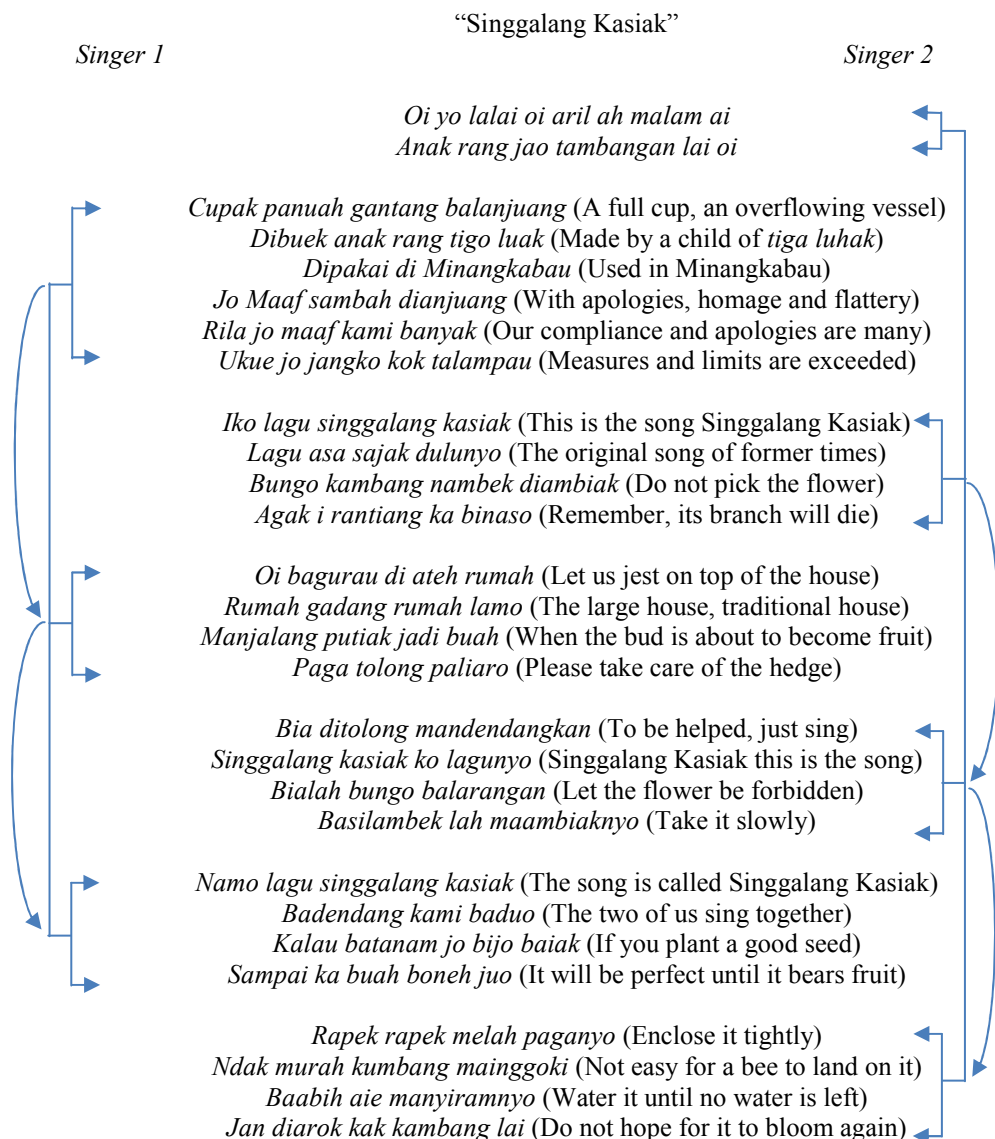 “Singgalang Kasiak”
Singer 1 Singer 2
Oi yo lalai oi aril ah malam ai
Anak rang jao tambangan lai oi
Cupak panuah gantang balanjuang (A full cup, an overflowing vessel)
Dibuek anak rang tigo luak (Made by a child of tiga luhak)
Dipakai di Minangkabau (Used in Minangkabau)
Jo Maaf sambah dianjuang (With apologies, homage and flattery)
Rila jo maaf kami banyak (Our compliance and apologies are many)
Ukue jo jangko kok talampau (Measures and limits are exceeded)
Iko lagu singgalang kasiak (This is the song Singgalang Kasiak)
Lagu asa sajak dulunyo (The original song of former times)
Bungo kambang nambek diambiak (Do not pick the flower)
Agak i rantiang ka binaso (Remember, its branch will die)
Oi bagurau di ateh rumah (Let us jest on top of the house)
Rumah gadang rumah lamo (The large house, traditional house)
Manjalang putiak jadi buah (When the bud is about to become fruit)
Paga tolong paliaro (Please take care of the hedge)
Bia ditolong mandendangkan (To be helped, just sing)
Singgalang kasiak ko lagunyo (Singgalang Kasiak this is the song)
Bialah bungo balarangan (Let the flower be forbidden)
Basilambek lah maambiaknyo (Take it slowly)
Namo lagu singgalang kasiak (The song is called Singgalang Kasiak)
Badendang kami baduo (The two of us sing together)
Kalau batanam jo bijo baiak (If you plant a good seed)
Sampai ka buah boneh juo (It will be perfect until it bears fruit)
Rapek rapek melah paganyo (Enclose it tightly)
Ndak murah kumbang mainggoki (Not easy for a bee to land on it)
Baabih aie manyiramnyo (Water it until no water is left)
Jan diarok kak kambang lai (Do not hope for it to bloom again)